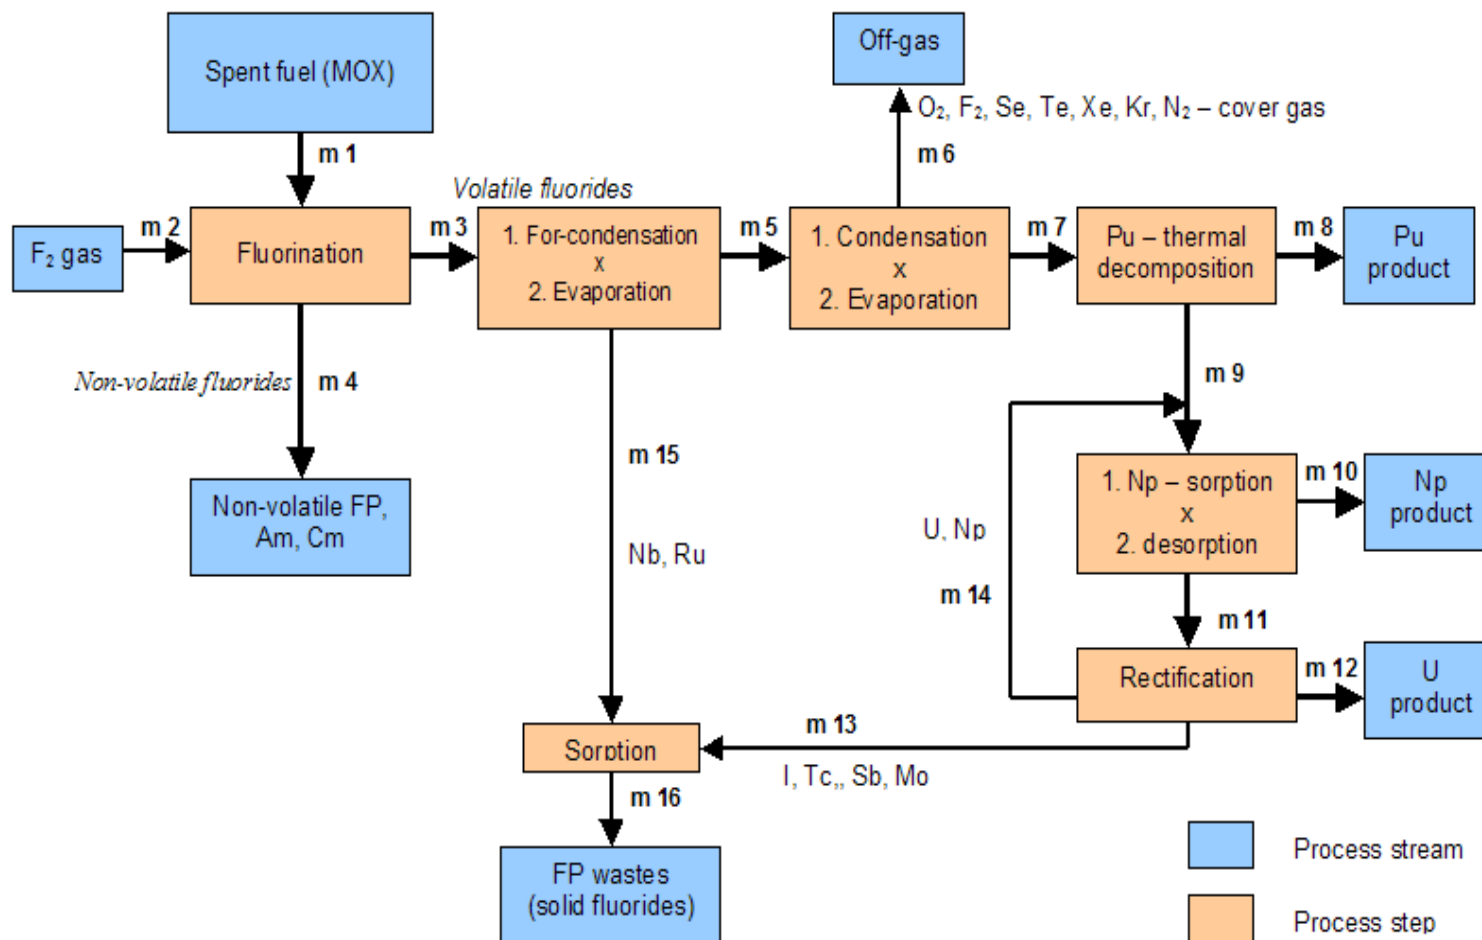 Spent fuel (MOX)
Off-gas
O₂, F₂, Se, Te, Xe, Kr, N₂ – cover gas
m 1
m 6
Volatile fluorides
m 2
F₂ gas
Fluorination
m 3
1. For-condensation
x
2. Evaporation
m 5
1. Condensation
x
2. Evaporation
m 7
Pu – thermal
decomposition
m 8
Pu
product
Non-volatile fluorides
m 4
m 9
Non-volatile FP,
Am, Cm
m 15
Nb, Ru
U, Np
m 14
1. Np – sorption
x
2. desorption
m 10
Np
product
m 11
Rectification
m 12
U
product
Sorption
m 13
I, Tc,, Sb, Mo
m 16
FP wastes
(solid fluorides)
Process stream
Process step